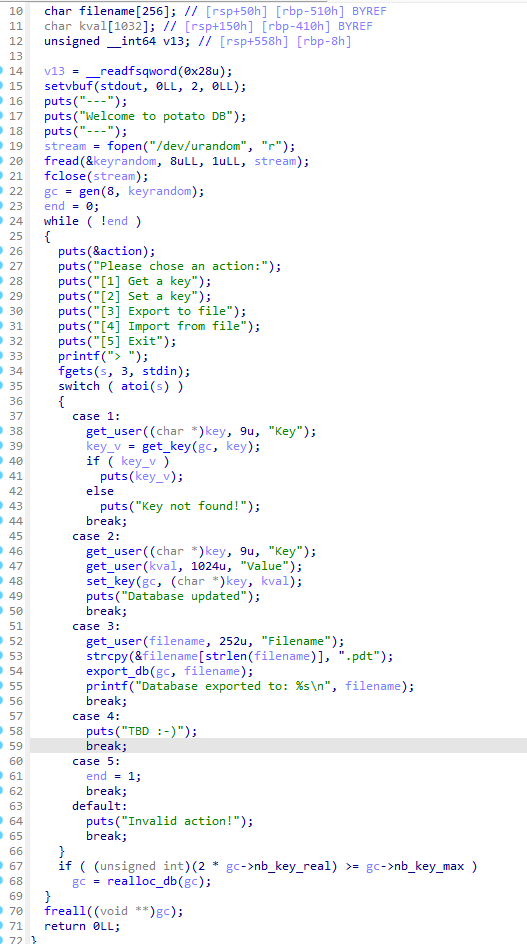 10 char filename[256]; // [rsp+50h] [rbp-510h] BYREF
11 char kval[1032]; // [rsp+150h] [rbp-410h] BYREF
12 unsigned __int64 v13; // [rsp+558h] [rbp-8h]
13
14 v13 = __readfsqword(0x28u);
15 setvbuf(stdout, 0LL, 2, 0LL);
16 puts("---");
17 puts("Welcome to potato DB");
18 puts("---");
19 stream = fopen("/dev/urandom", "r");
20 fread(&keyrandom, 8uLL, 1uLL, stream);
21 fclose(stream);
22 gc = gen(8, keyrandom);
23 end = 0;
24 while ( !end )
25 {
26 puts(&action);
27 puts("Please chose an action:");
28 puts("[1] Get a key");
29 puts("[2] Set a key");
30 puts("[3] Export to file");
31 puts("[4] Import from file");
32 puts("[5] Exit");
33 printf("> ");
34 fgets(s, 3, stdin);
35 switch ( atoi(s) )
36 {
37 case 1:
38 get_user((char *)key, 9u, "Key");
39 key_v = get_key(gc, key);
40 if ( key_v )
41 puts(key_v);
42 else
43 puts("Key not found!");
44 break;
45 case 2:
46 get_user((char *)key, 9u, "Key");
47 get_user(kval, 1024u, "Value");
48 set_key(gc, (char *)key, kval);
49 puts("Database updated");
50 break;
51 case 3:
52 get_user(filename, 252u, "Filename");
53 strcpy(&filename[strlen(filename)], ".pdt");
54 export_db(gc, filename);
55 printf("Database exported to: %s\n", filename);
56 break;
57 case 4:
58 puts("TBD :-)");
59 break;
60 case 5:
61 end = 1;
62 break;
63 default:
64 puts("Invalid action!");
65 break;
66 }
67 if ( (unsigned int)(2 * gc->nb_key_real) >= gc->nb_key_max )
68 gc = realloc_db(gc);
69 }
70 freall((void **)gc);
71 return 0LL;
72 }